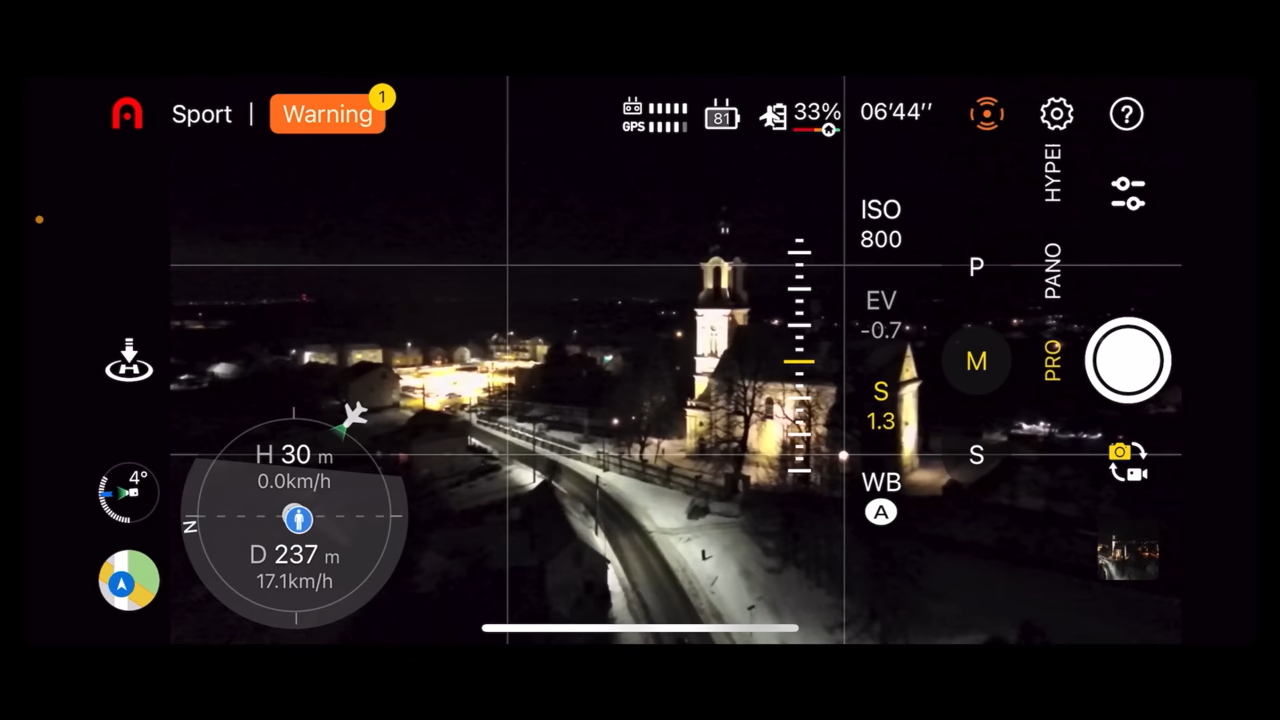 Sport | Warning 1
GPS
81
33%
06'44''
HYPEI
ISO
800
P
PANO
EV
-0.7
M
PRO
S
1.3
S
WB
A
4°
H 30 m
0.0km/h
N
D 237 m
17.1km/h
H